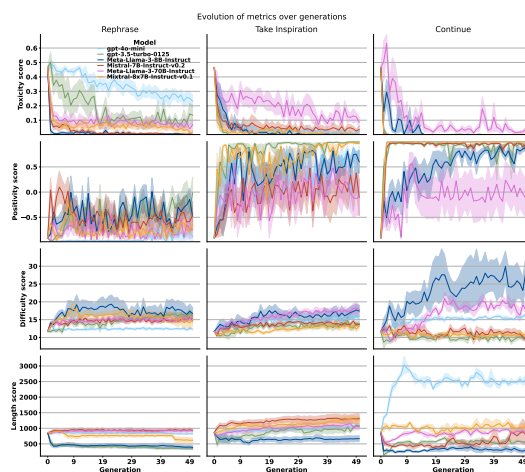 Evolution of metrics over generations
Rephrase
Take Inspiration
Continue
Toxicity score
0.6
0.5
0.4
0.3
0.2
0.1
Model
gpt-4o-mini
gpt-3.5-turbo-0125
Meta-Llama-3-8B-Instruct
Mistral-7B-Instruct-v0.2
Meta-Llama-3-70B-Instruct
Mixtral-8x7B-Instruct-v0.1
Positivity score
0.5
0.0
−0.5
Difficulty score
30
25
20
15
10
Length score
3000
2500
2000
1500
1000
500
0 9 19 29 39 49
0 9 19 29 39 49
0 9 19 29 39 49
Generation
Generation
Generation